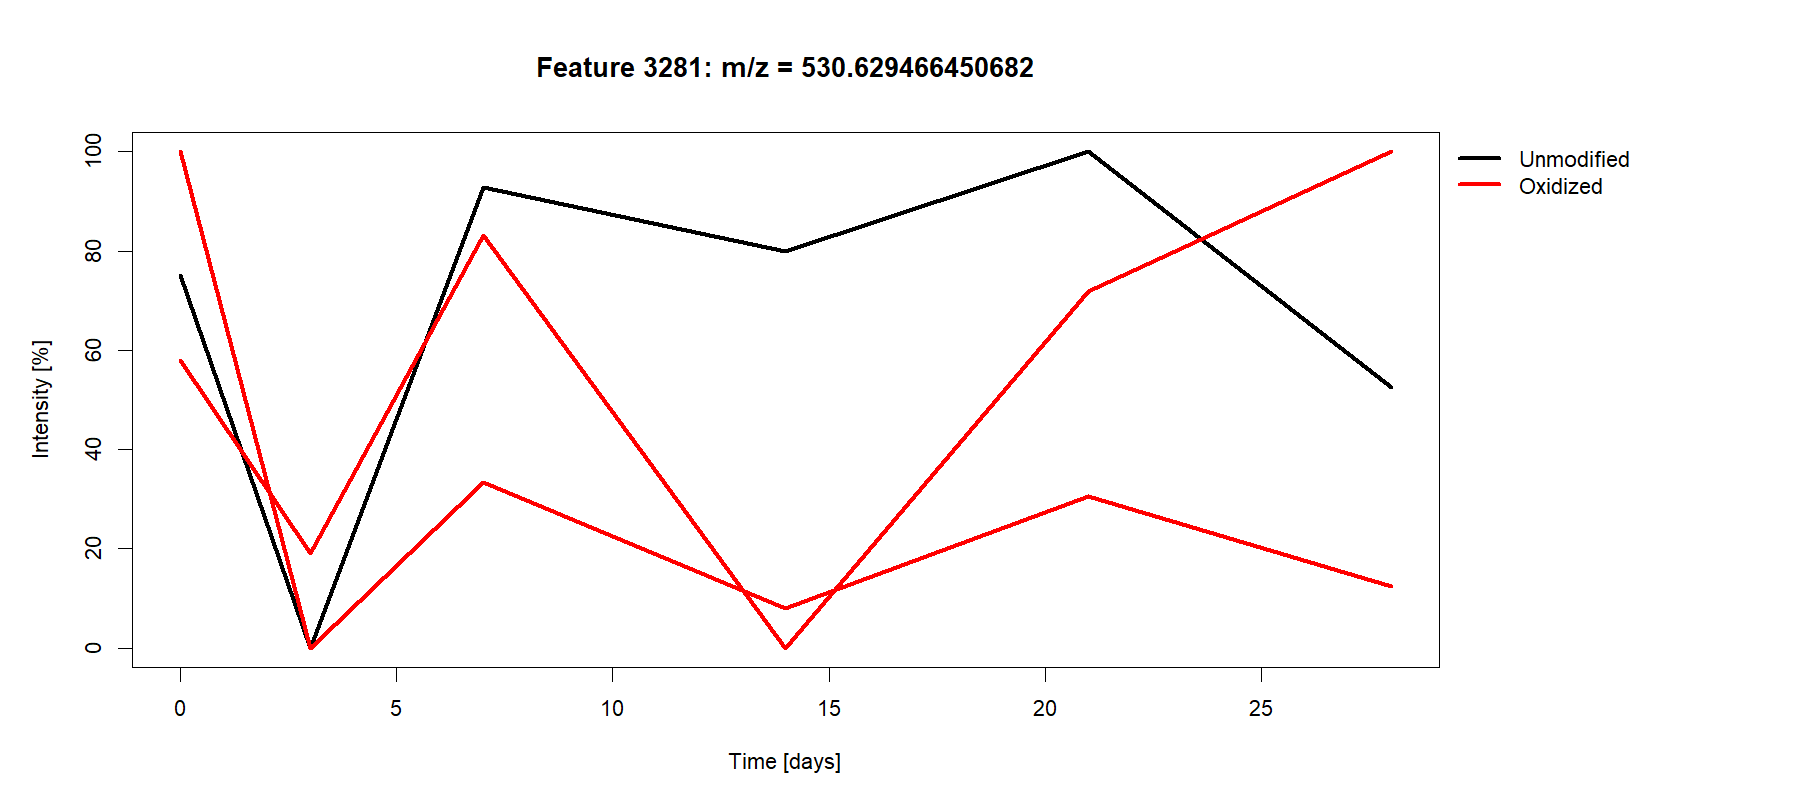 Feature 3281: m/z = 530.629466450682
Unmodified
Oxidized
Intensity [%]
100
80
60
40
20
0
0 5 10 15 20 25
Time [days]